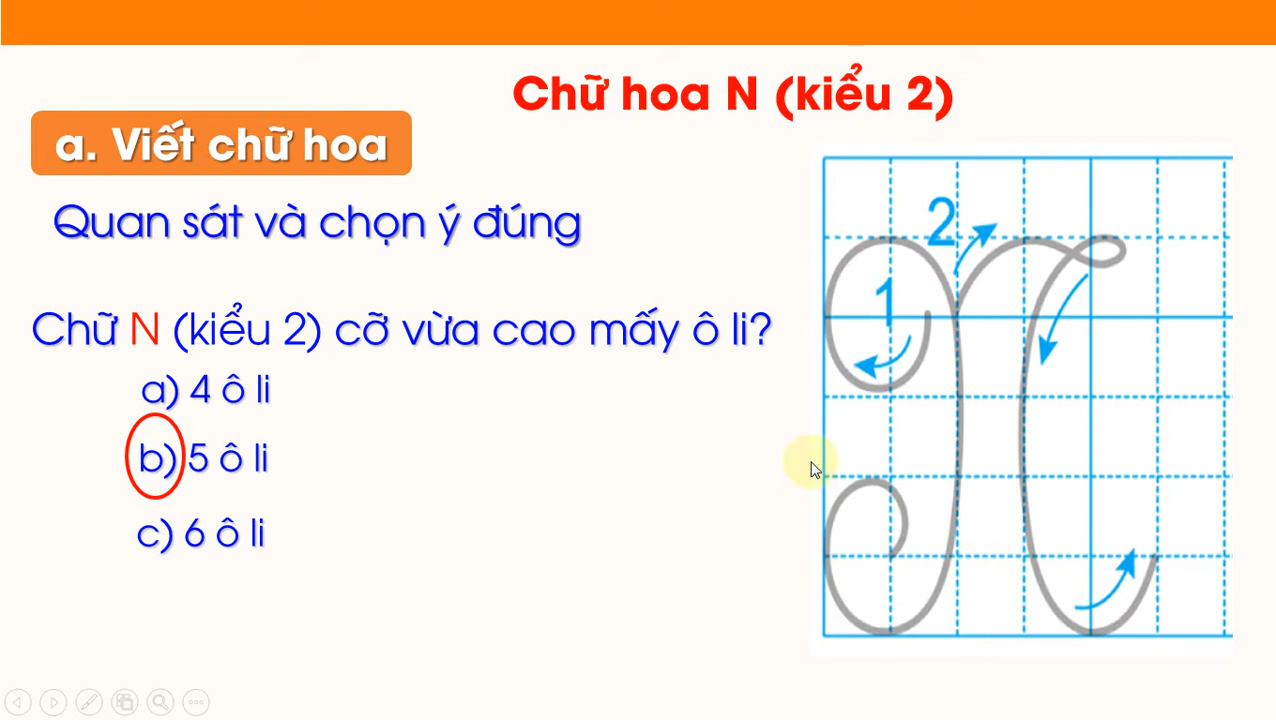 Chữ hoa N (kiểu 2)
a. Viết chữ hoa
Quan sát và chọn ý đúng
Chữ N (kiểu 2) cỡ vừa cao mấy ô li?
a) 4 ô li
b) 5 ô li
c) 6 ô li
2
1